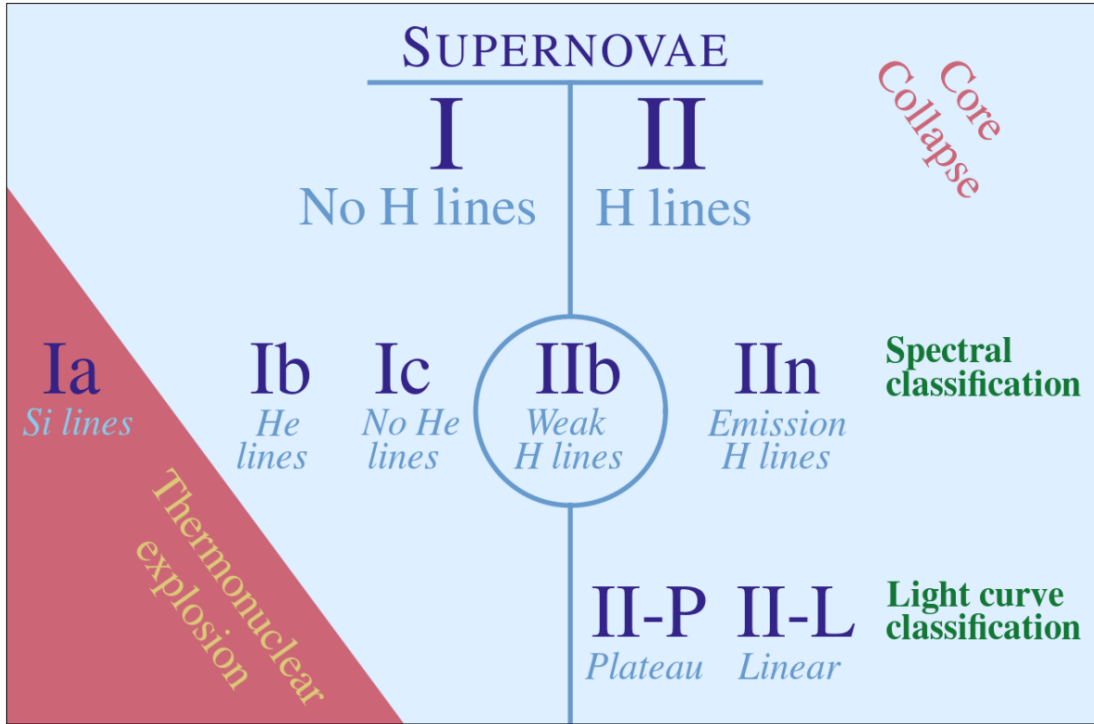 SUPERNOVAE
I
II
No H lines
H lines
Core
Collapse
Ia
Si lines
Ib
He
lines
Ic
No He
lines
IIb
Weak
H lines
IIn
Emission
H lines
Spectral
classification
Thermonuclear
explosion
II-P
Plateau
II-L
Linear
Light curve
classification